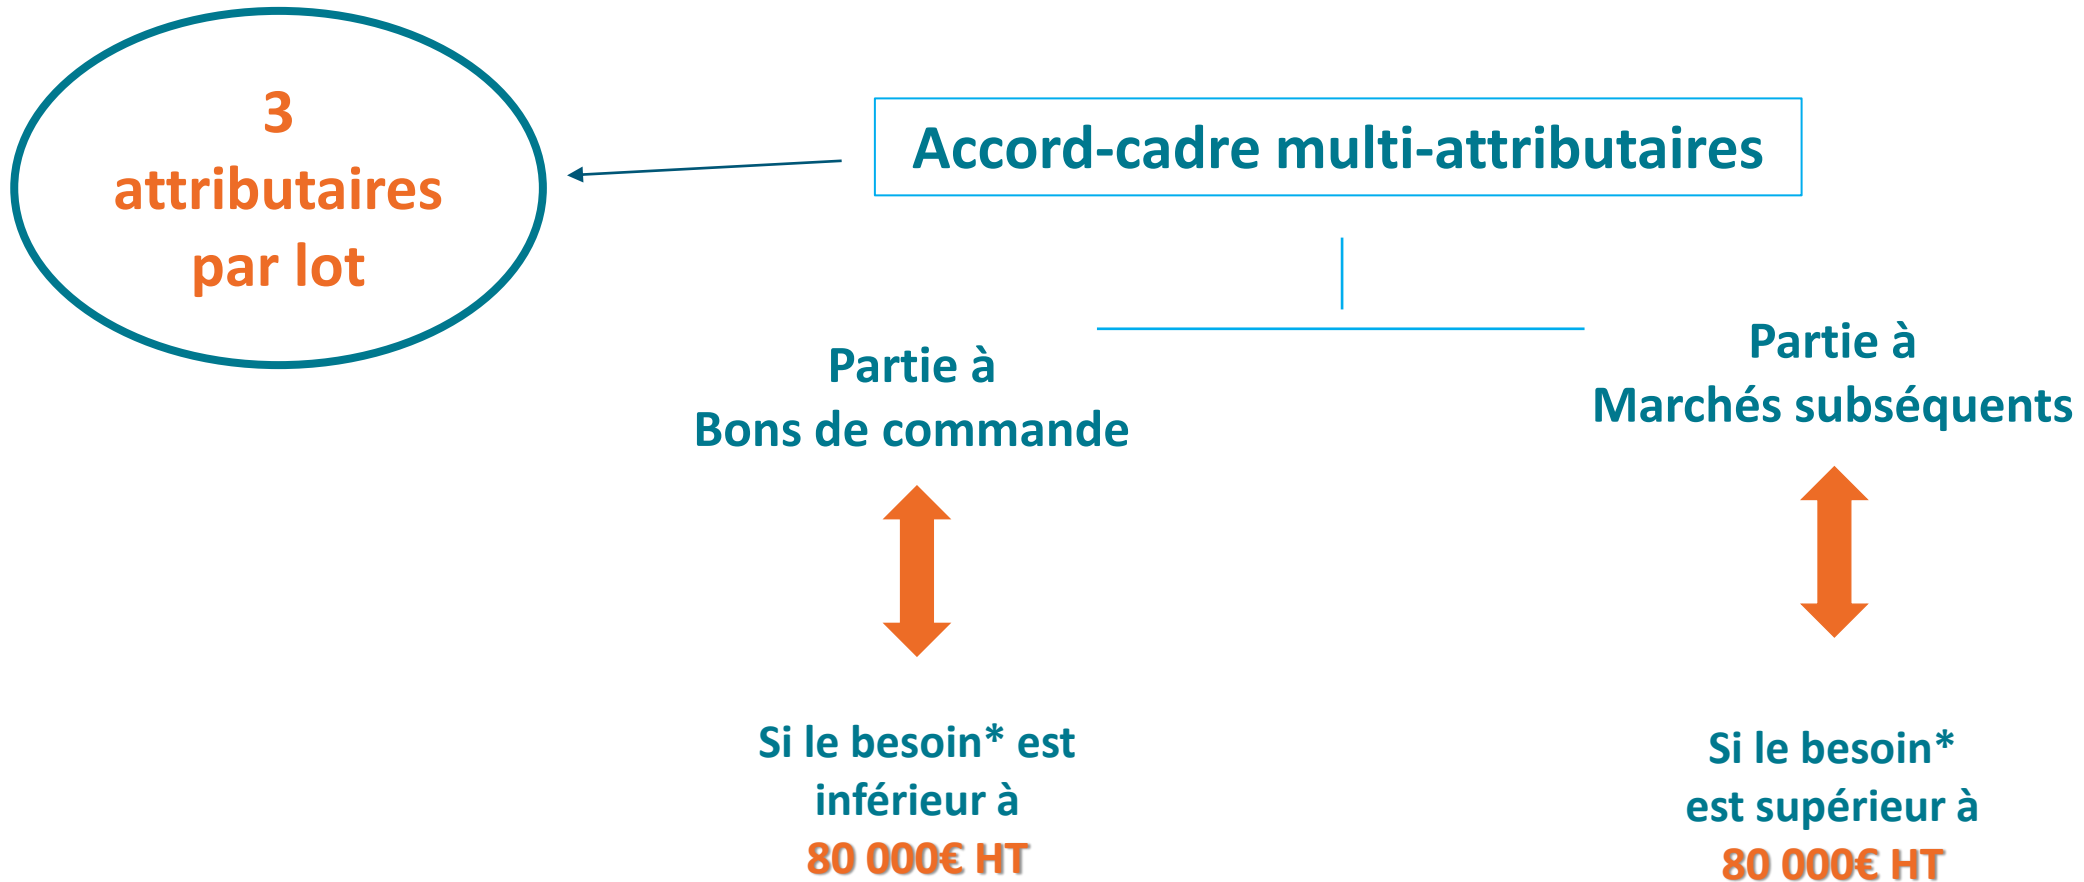 3
attributaires
par lot
Accord-cadre multi-attributaires
Partie à
Bons de commande
Partie à
Marchés subséquents
Si le besoin* est
inférieur à
80 000€ HT
Si le besoin*
est supérieur à
80 000€ HT